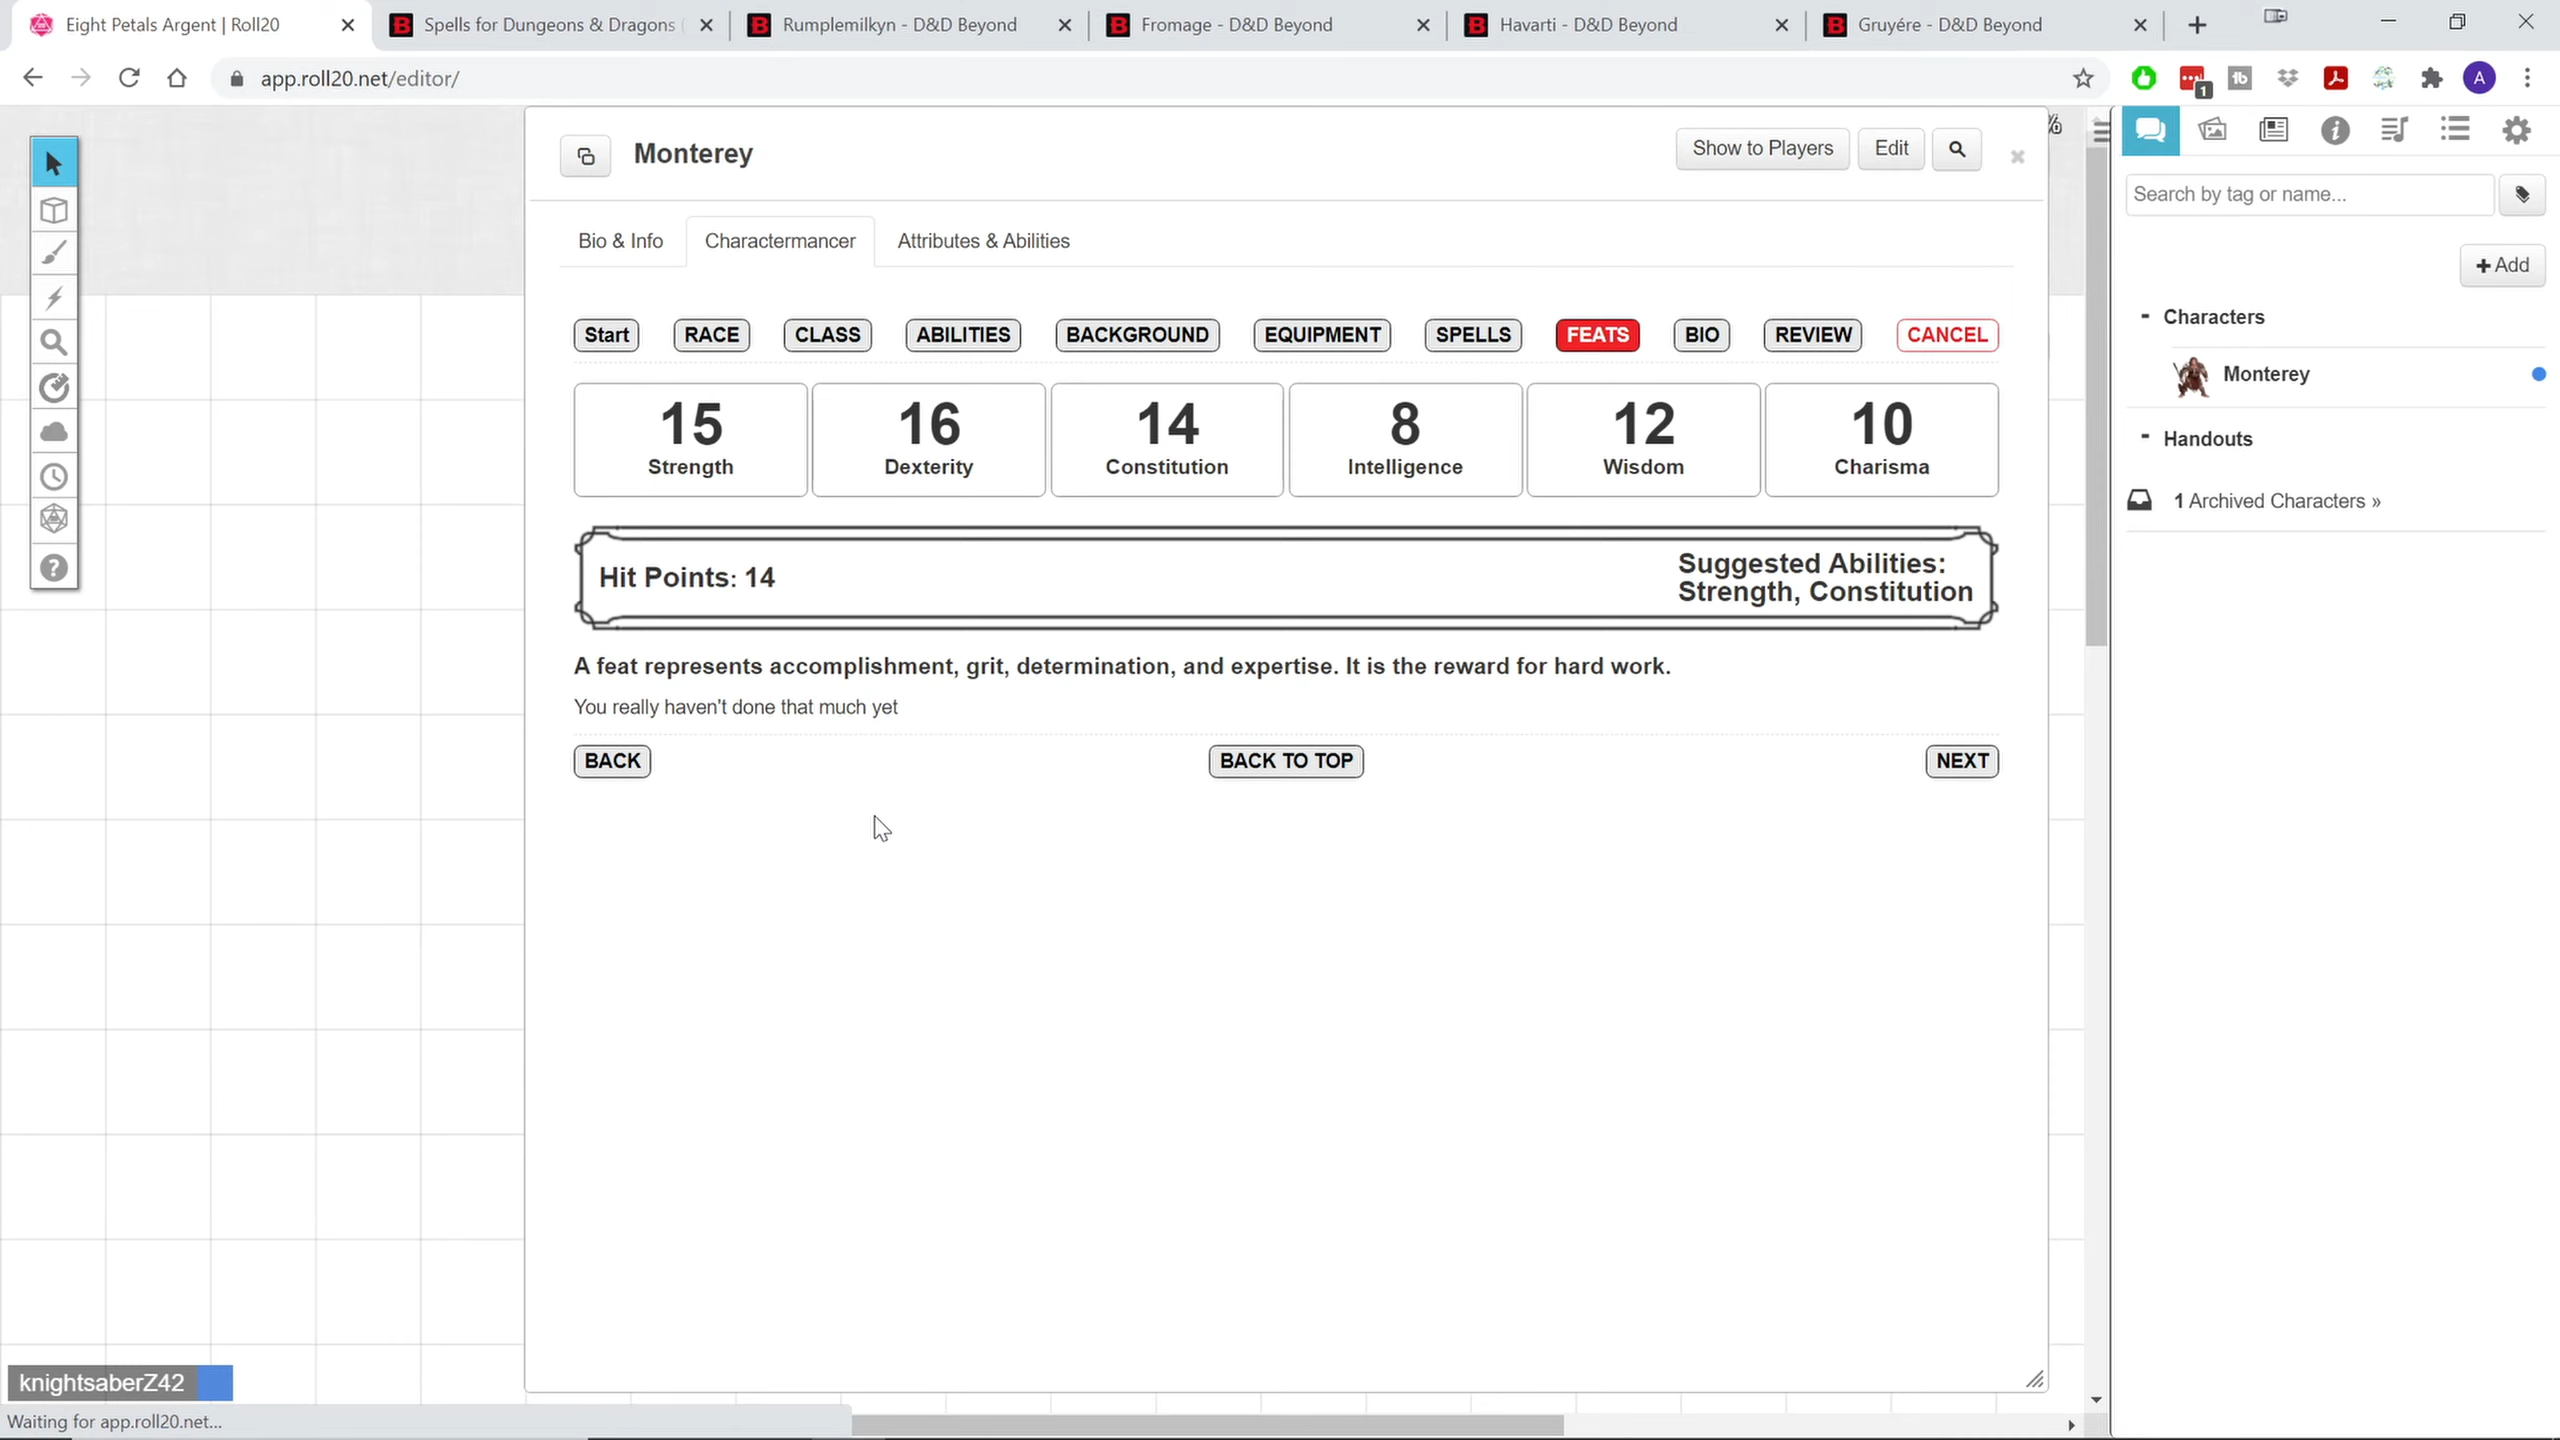 Eight Petals Argent | Roll20
Spells for Dungeons & Dragons
Rumplemilkyn - D&D Beyond
Fromage - D&D Beyond
Havarti - D&D Beyond
Gruyére - D&D Beyond
app.roll20.net/editor/
1
A
Monterey
Show to Players
Edit
%
Bio & Info
Charactermancer
Attributes & Abilities
Start
RACE
CLASS
ABILITIES
BACKGROUND
EQUIPMENT
SPELLS
FEATS
BIO
REVIEW
CANCEL
15
Strength
16
Dexterity
14
Constitution
8
Intelligence
12
Wisdom
10
Charisma
Hit Points: 14
Suggested Abilities:
Strength, Constitution
A feat represents accomplishment, grit, determination, and expertise. It is the reward for hard work.
You really haven't done that much yet
BACK
BACK TO TOP
NEXT
Search by tag or name...
+ Add
- Characters
Monterey
- Handouts
1 Archived Characters »
knightsaberZ42
Waiting for app.roll20.net...